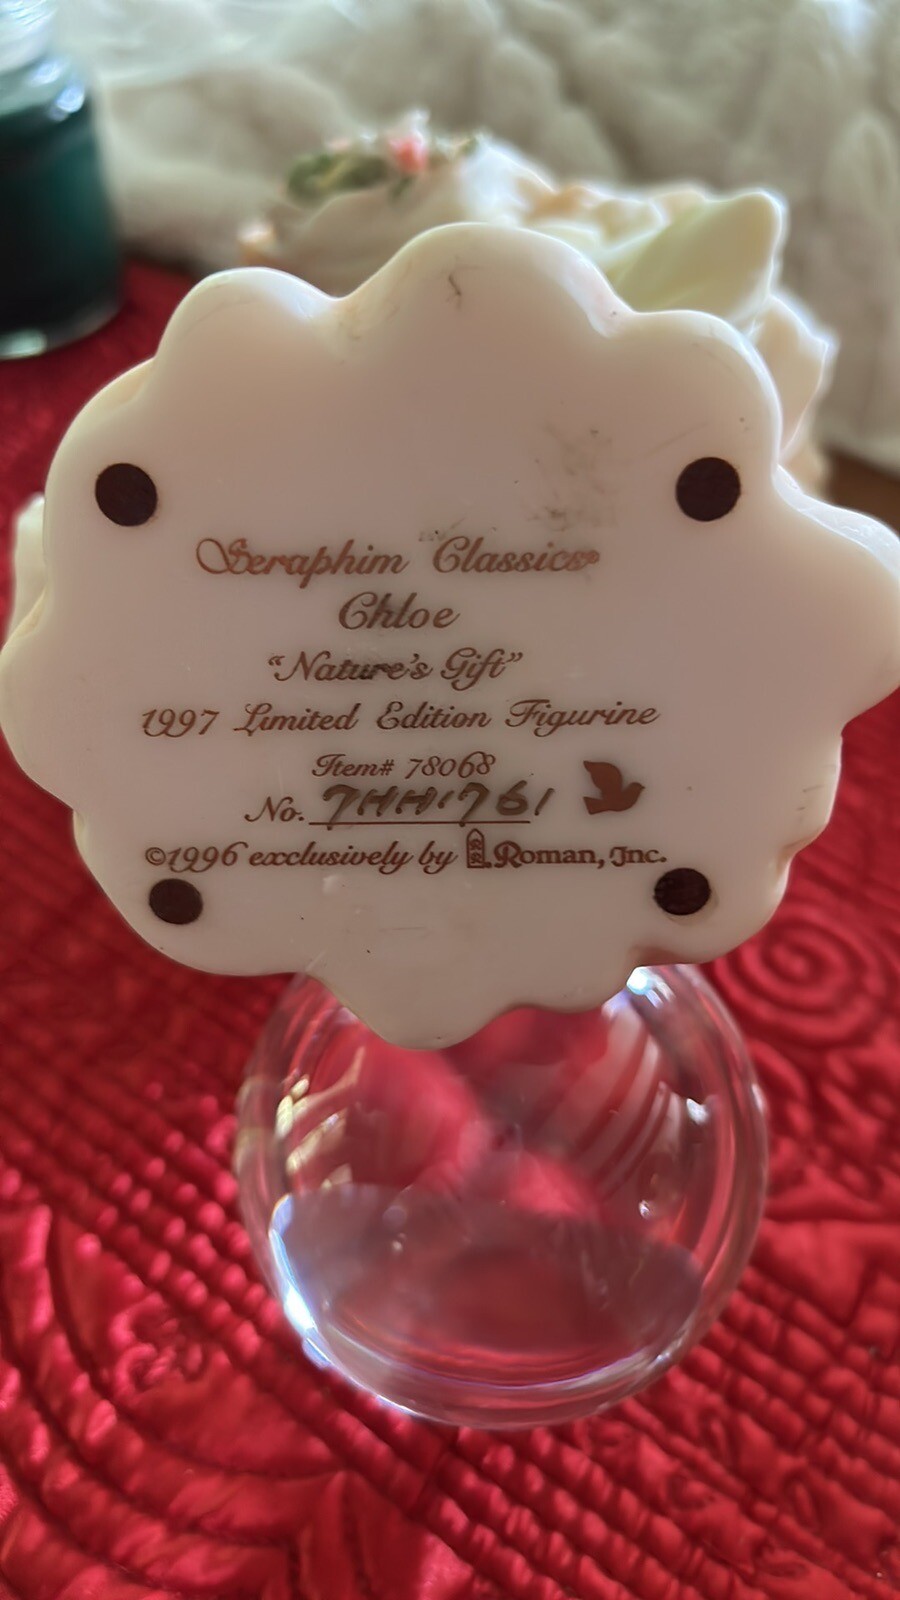 Seraphim Classics®
Chloe
“Nature's Gift”
1997 Limited Edition Figurine
Item# 78068
No. 7HH1761
©1996 exclusively by Roman, Inc.